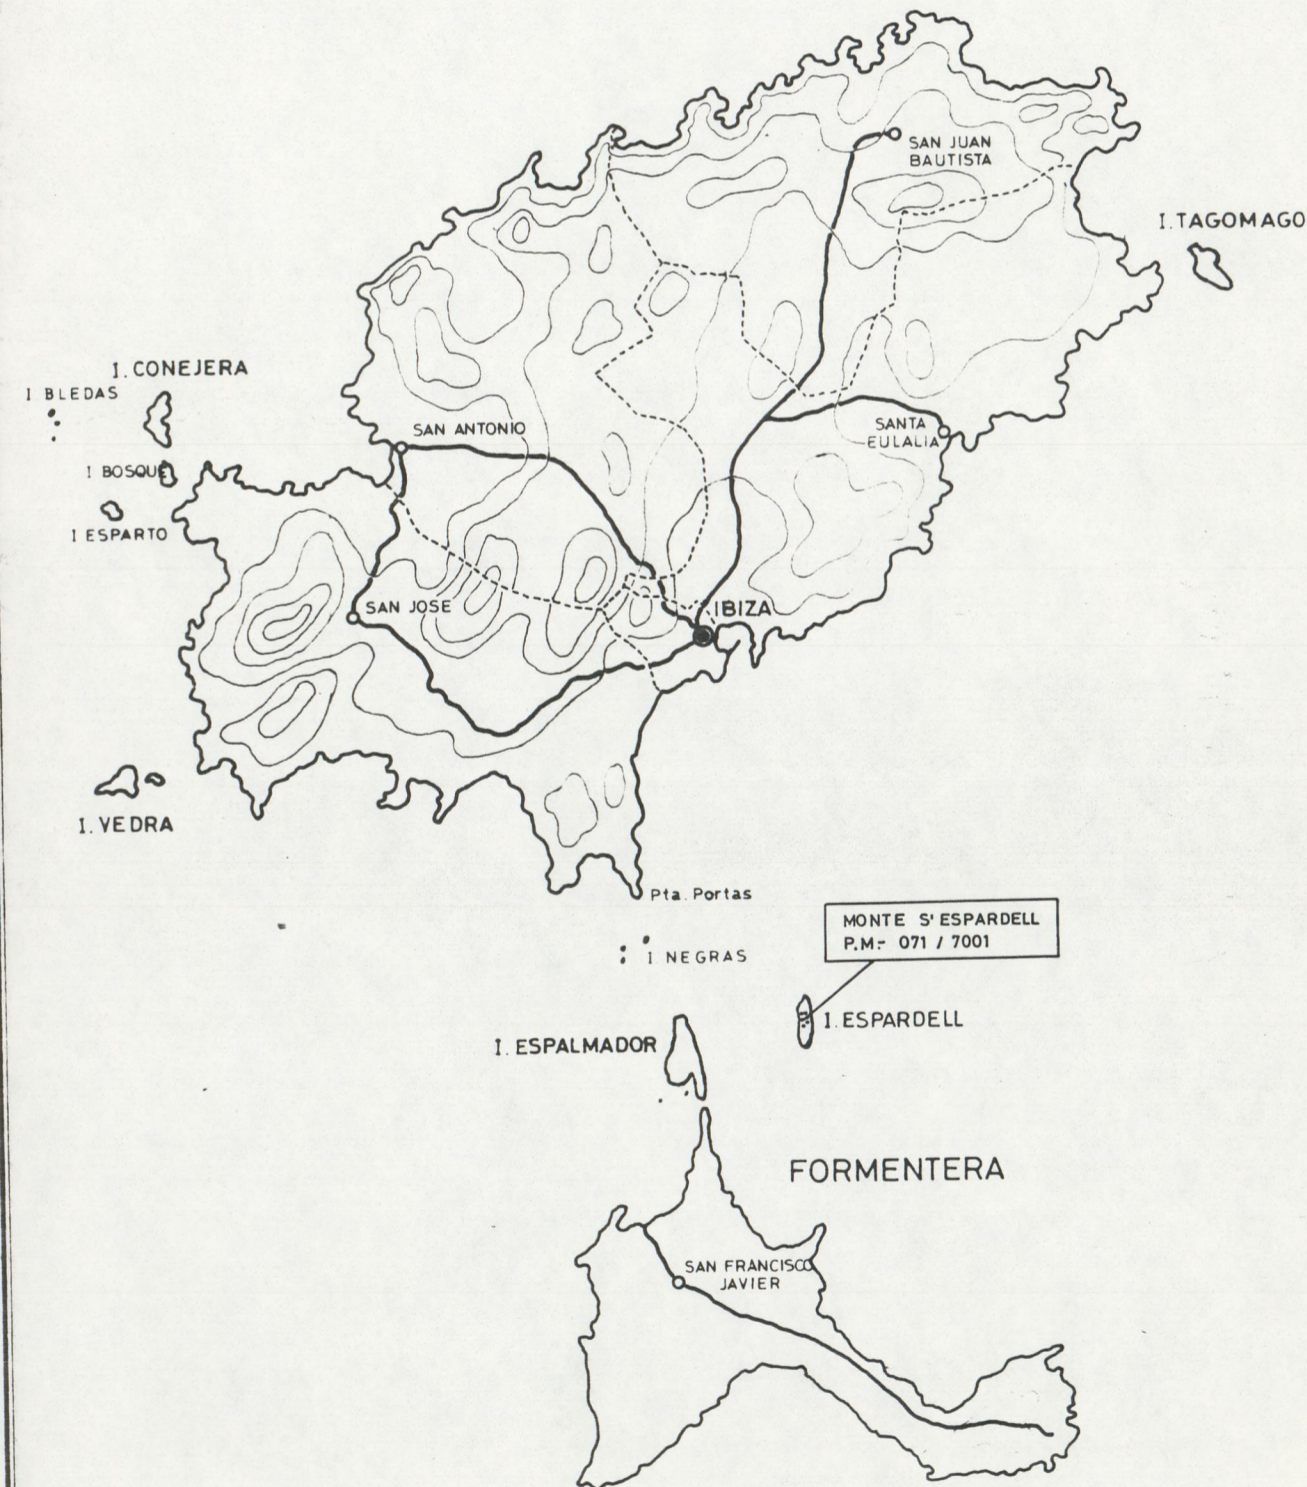 SAN JUAN
BAUTISTA
I. TAGOMAGO
I. CONEJERA
I BLEDAS
SAN ANTONIO
SANTA
EULALIA
I BOSQUE
I ESPARTO
SAN JOSE
IBIZA
I. VEDRA
Pta. Portas
MONTE S' ESPARDELL
P.M:- 071 / 7001
I NEGRAS
I. ESPARDELL
I. ESPALMADOR
FORMENTERA
SAN FRANCISCO
JAVIER